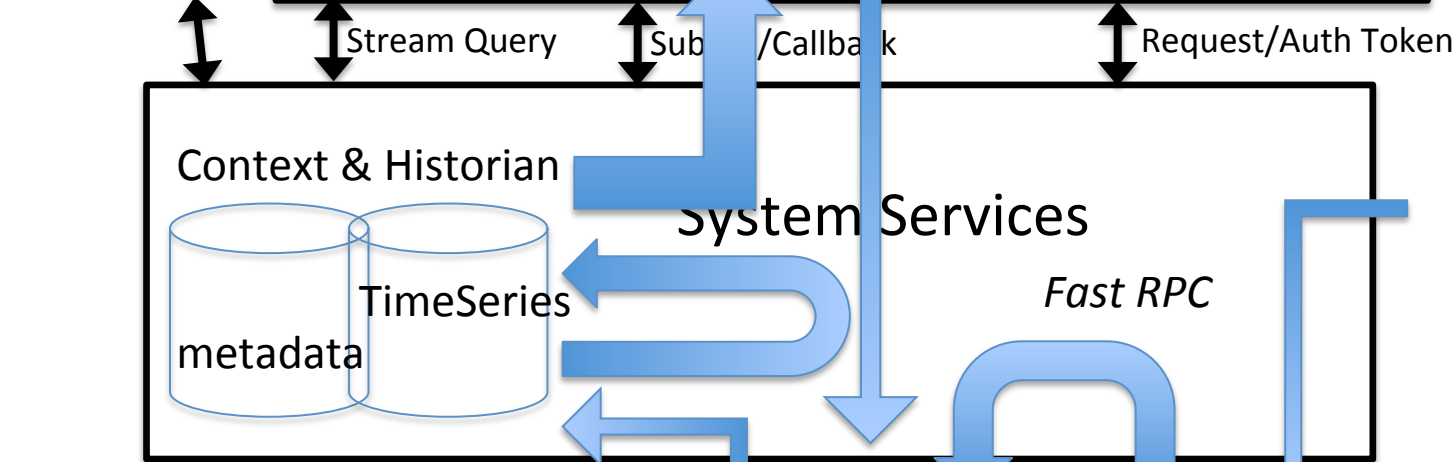 Stream Query
/Callback
Request/Auth Token
Context & Historian
System Services
TimeSeries
Fast RPC
metadata